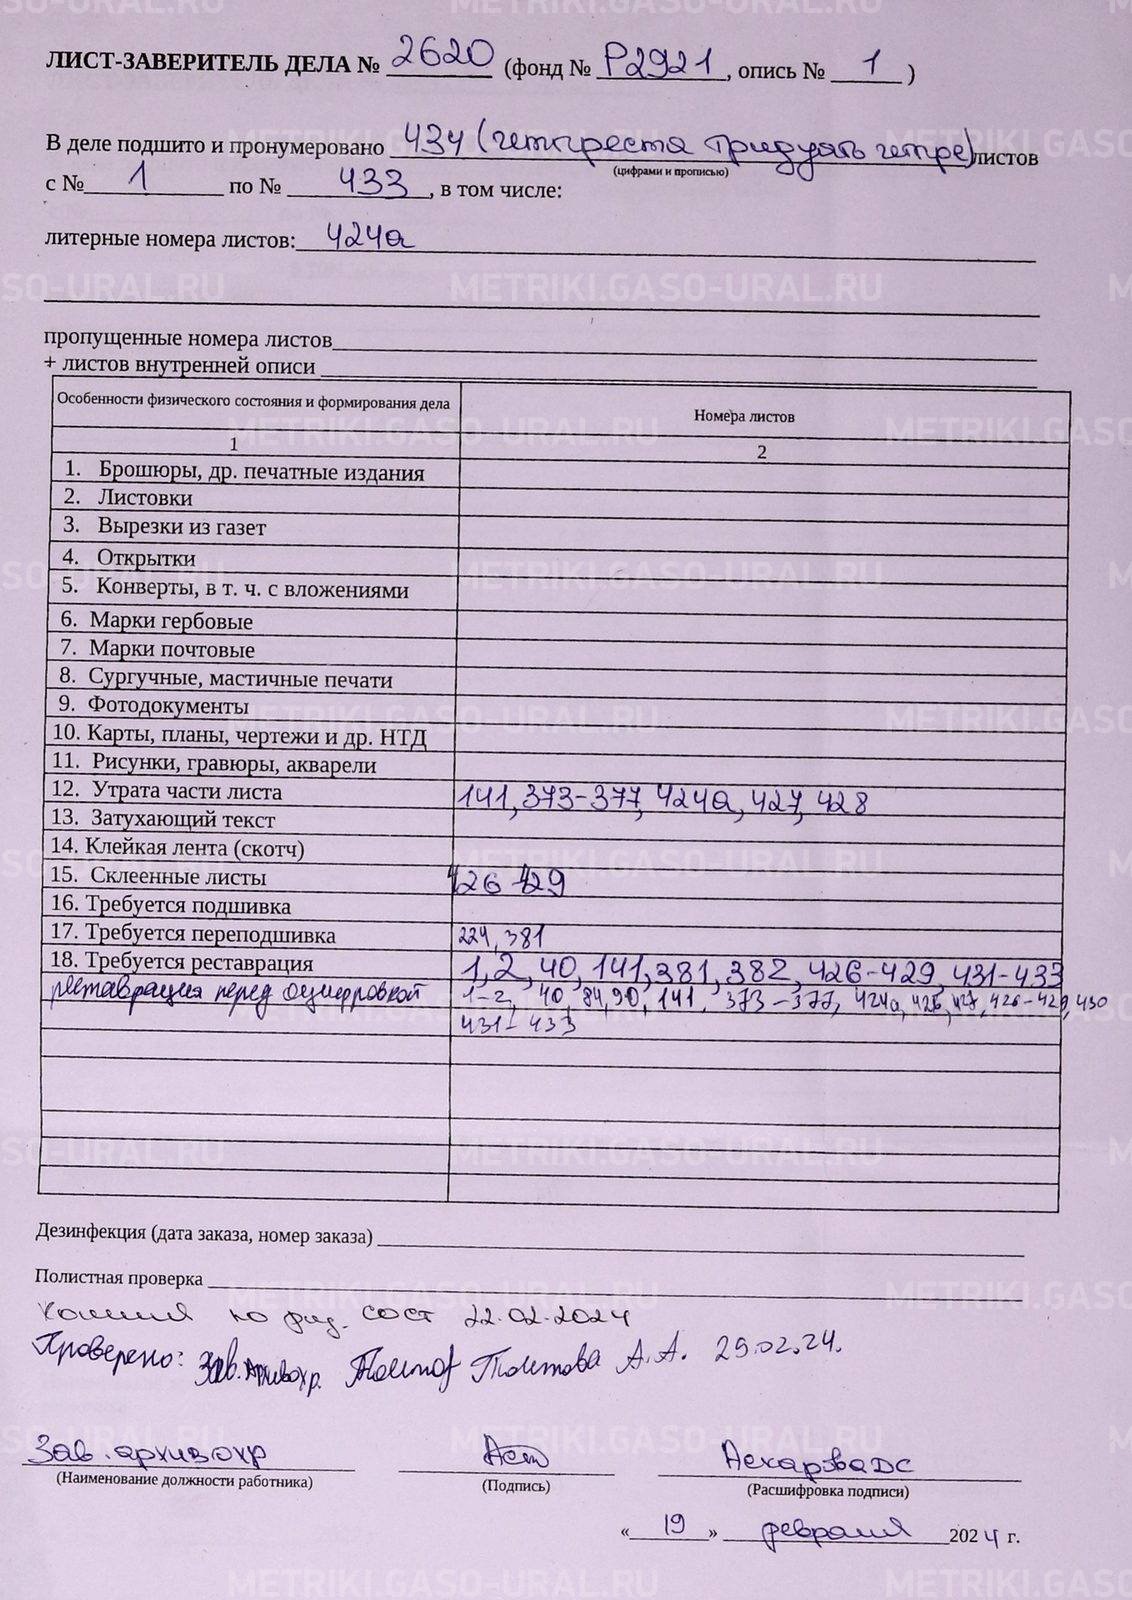 ЛИСТ-ЗАВЕРИТЕЛЬ ДЕЛА № 2620 (фонд № Р2921, опись № 1)
В деле подшито и пронумеровано 434 (четыреста тридцать четре) листов
(цифрами и прописью)
с № 1 по № 433, в том числе:
литерные номера листов: 424а
пропущенные номера листов
+ листов внутренней описи
Особенности физического состояния и формирования дела Номера листов
1 2
1. Брошюры, др. печатные издания
2. Листовки
3. Вырезки из газет
4. Открытки
5. Конверты, в т. ч. с вложениями
6. Марки гербовые
7. Марки почтовые
8. Сургучные, мастичные печати
9. Фотодокументы
10. Карты, планы, чертежи и др. НТД
11. Рисунки, гравюры, акварели
12. Утрата части листа 141, 373-377, 424а, 427, 428
13. Затухающий текст
14. Клейкая лента (скотч)
15. Склеенные листы 426-429
16. Требуется подшивка
17. Требуется переподшивка 224, 381
18. Требуется реставрация 1, 2, 40, 141, 381, 382, 426-429, 431-433
реставрация перед оцифровкой 1-2, 40, 84, 90, 141, 373-377, 424а, 426, 427, 426-429, 430
431-433
Дезинфекция (дата заказа, номер заказа)
Полистная проверка
по физ. сост 22.02.2024
Проверено: Зав. архивохр. Толстова А.А. 29.02.24.
Зав. архивохр Аскарова ДС
(Наименование должности работника) (Подпись) (Расшифровка подписи)
« 19 » февраля 2024 г.
METRIKI.GASO-URAL.RU